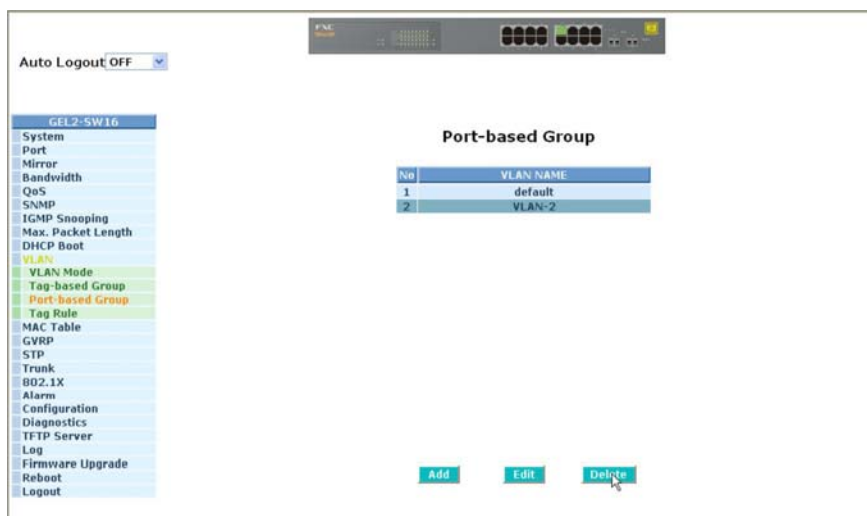 FXC
Auto Logout OFF
GEL2-SW16
System
Port
Mirror
Bandwidth
QoS
SNMP
IGMP Snooping
Max. Packet Length
DHCP Boot
VLAN
VLAN Mode
Tag-based Group
Port-based Group
Tag Rule
MAC Table
GVRP
STP
Trunk
802.1X
Alarm
Configuration
Diagnostics
TFTP Server
Log
Firmware Upgrade
Reboot
Logout
Port-based Group
No VLAN NAME
1 default
2 VLAN-2
Add Edit Delete